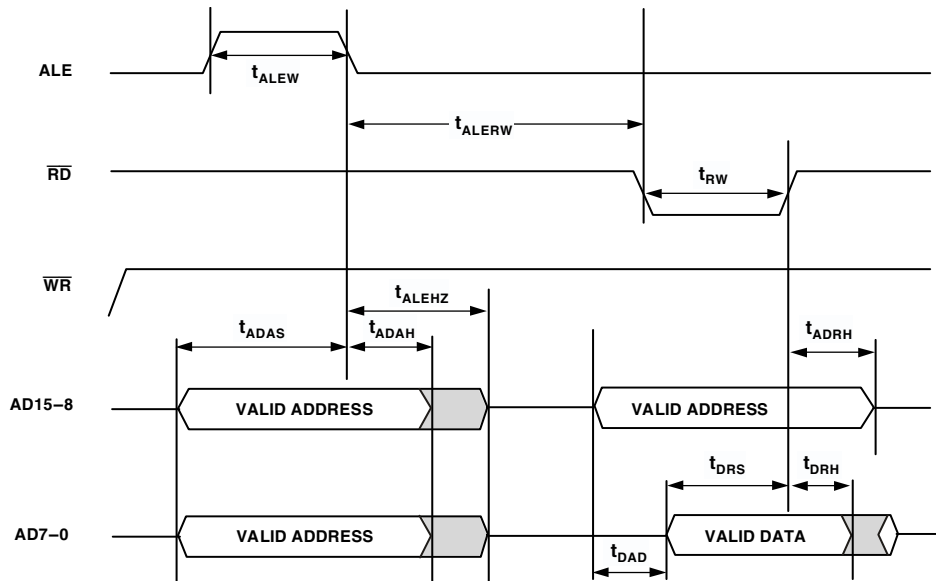 ALE
tALEW
tALERW
RD
tRW
WR
tALEHZ
tADAS
tADAH
tADRH
AD15–8
VALID ADDRESS
VALID ADDRESS
tDRS
tDRH
AD7–0
VALID ADDRESS
VALID DATA
tDAD